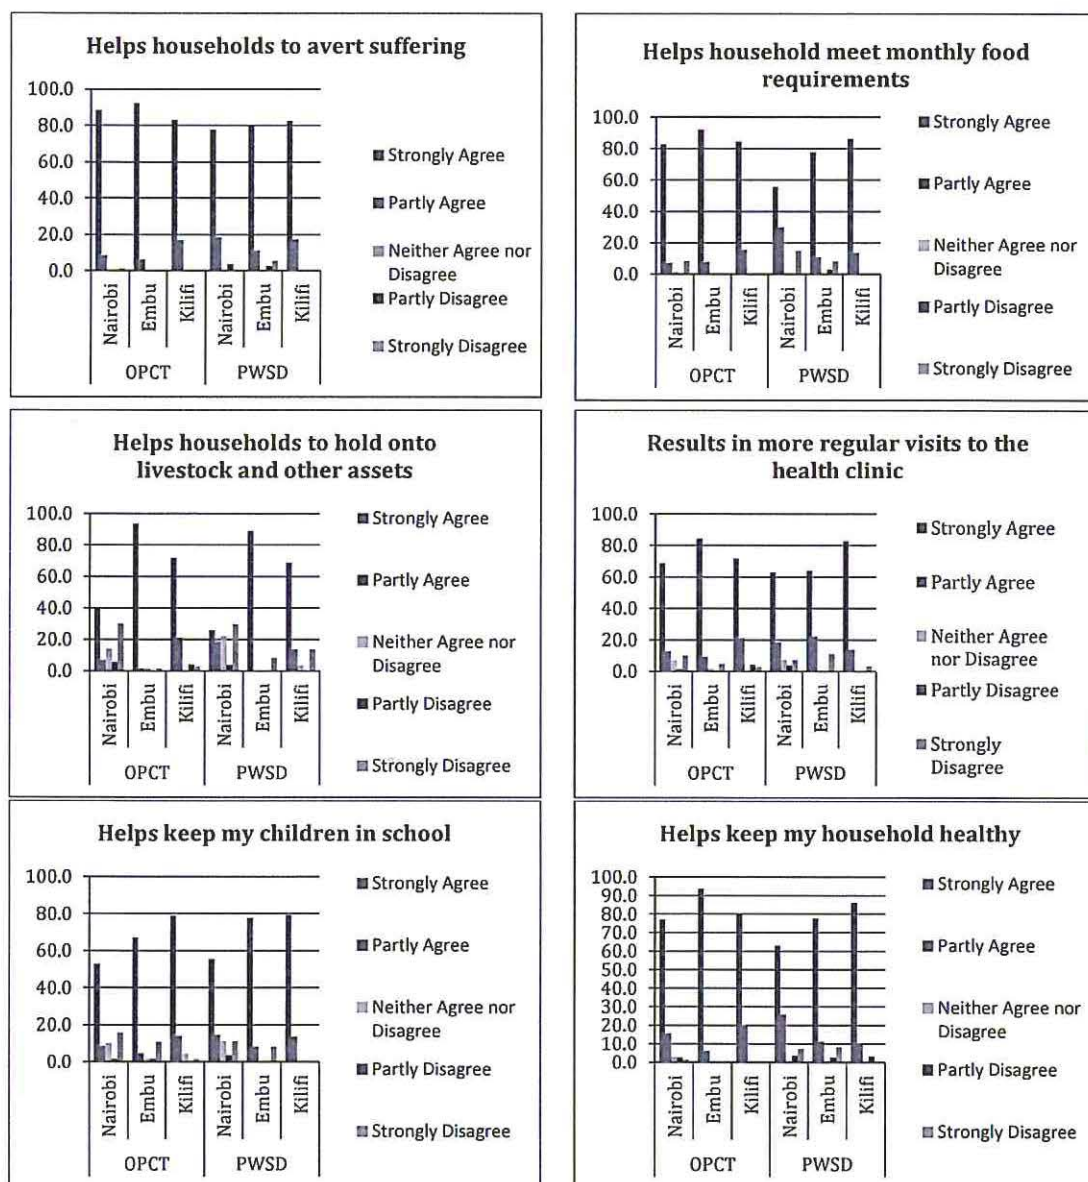 Helps households to avert suffering
100.0
80.0
60.0
40.0
20.0
0.0
Nairobi
Embu
Kilifi
Nairobi
Embu
Kilifi
OPCT
PWSD
Strongly Agree
Partly Agree
Neither Agree nor
Disagree
Partly Disagree
Strongly Disagree
Helps household meet monthly food
requirements
100.0
80.0
60.0
40.0
20.0
0.0
Nairobi
Embu
Kilifi
Nairobi
Embu
Kilifi
OPCT
PWSD
Strongly Agree
Partly Agree
Neither Agree nor
Disagree
Partly Disagree
Strongly Disagree
Helps households to hold onto
livestock and other assets
100.0
80.0
60.0
40.0
20.0
0.0
Nairobi
Embu
Kilifi
Nairobi
Embu
Kilifi
OPCT
PWSD
Strongly Agree
Partly Agree
Neither Agree nor
Disagree
Partly Disagree
Strongly Disagree
Results in more regular visits to the
health clinic
100.0
80.0
60.0
40.0
20.0
0.0
Nairobi
Embu
Kilifi
Nairobi
Embu
Kilifi
OPCT
PWSD
Strongly Agree
Partly Agree
Neither Agree
nor Disagree
Partly Disagree
Strongly
Disagree
Helps keep my children in school
100.0
80.0
60.0
40.0
20.0
0.0
Nairobi
Embu
Kilifi
Nairobi
Embu
Kilifi
OPCT
PWSD
Strongly Agree
Partly Agree
Neither Agree nor
Disagree
Partly Disagree
Strongly Disagree
Helps keep my household healthy
100.0
90.0
80.0
70.0
60.0
50.0
40.0
30.0
20.0
10.0
0.0
Nairobi
Embu
Kilifi
Nairobi
Embu
Kilifi
OPCT
PWSD
Strongly Agree
Partly Agree
Neither Agree nor
Disagree
Partly Disagree
Strongly Disagree